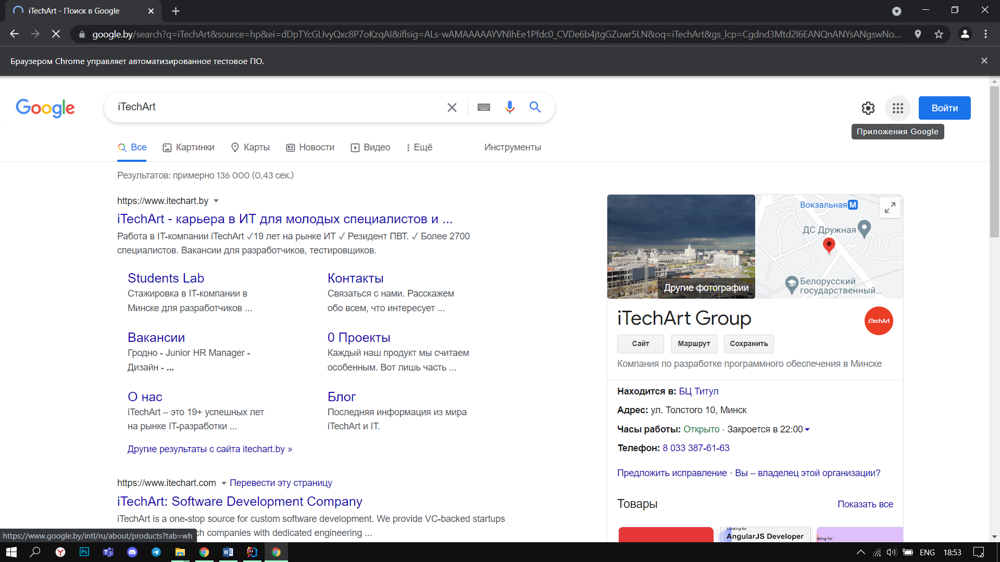 iTechArt - Поиск в Google
google.by/search?q=iTechArt&source=hp&ei=dDpTYcGLIvyQxc8P7oKzqAI&iflsig=ALs-wAMAAAAAYVNIhEe1Pfdc0_CVDe6b4jtgGZuwr5LN&oq=iTechArt&gs_lcp=Cgdnd3Mtd2l6EANQnANYsANgswNo...
Браузером Chrome управляет автоматизированное тестовое ПО.
Google
iTechArt
Войти
Приложения Google
Все
Картинки
Карты
Новости
Видео
Ещё
Инструменты
Результатов: примерно 136 000 (0,43 сек.)
https://www.itechart.by
iTechArt - карьера в ИТ для молодых специалистов и ...
Работа в IT-компании iTechArt ✓19 лет на рынке ИТ ✓ Резидент ПВТ. ✓ Более 2700
специалистов. Вакансии для разработчиков, тестировщиков.
Students Lab
Стажировка в IT-компании в
Минске для разработчиков ...
Контакты
Связаться с нами. Расскажем
обо всем, что интересует ...
Вакансии
Гродно - Junior HR Manager -
Дизайн - ...
0 Проекты
Каждый наш продукт мы считаем
особенным. Вот лишь часть ...
О нас
iTechArt – это 19+ успешных лет
на рынке IT-разработки ...
Блог
Последняя информация из мира
iTechArt и IT.
Другие результаты с сайта itechart.by »
https://www.itechart.com
Перевести эту страницу
iTechArt: Software Development Company
iTechArt is a one-stop source for custom software development. We provide VC-backed startups
ch companies with dedicated engineering ...
https://www.google.by/intl/ru/about/products?tab=wh
Другие фотографии
Вокзальная M
ДС Дружная
Белорусский
государственный...
iTechArt Group
:iTechArt
Сайт
Маршрут
Сохранить
Компания по разработке программного обеспечения в Минске
Находится в: БЦ Титул
Адрес: ул. Толстого 10, Минск
Часы работы: Открыто · Закроется в 22:00
Телефон: 8 033 387-61-63
Предложить исправление · Вы – владелец этой организации?
Товары
Показать все
Looking for
AngularJS Developer
oking for
Ps
ENG
18:53